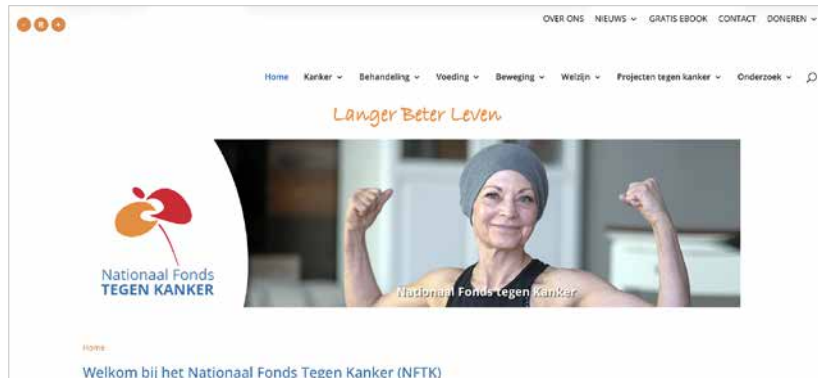 OVER ONS NIEUWS GRATIS EBOOK CONTACT DONEREN
Home Kanker Behandeling Voeding Beweging Welzijn Projecten tegen kanker Onderzoek
Langer Beter Leven
Nationaal Fonds
TEGEN KANKER
Nationaal Fonds tegen Kanker
Home
Welkom bij het Nationaal Fonds Tegen Kanker (NFTK)